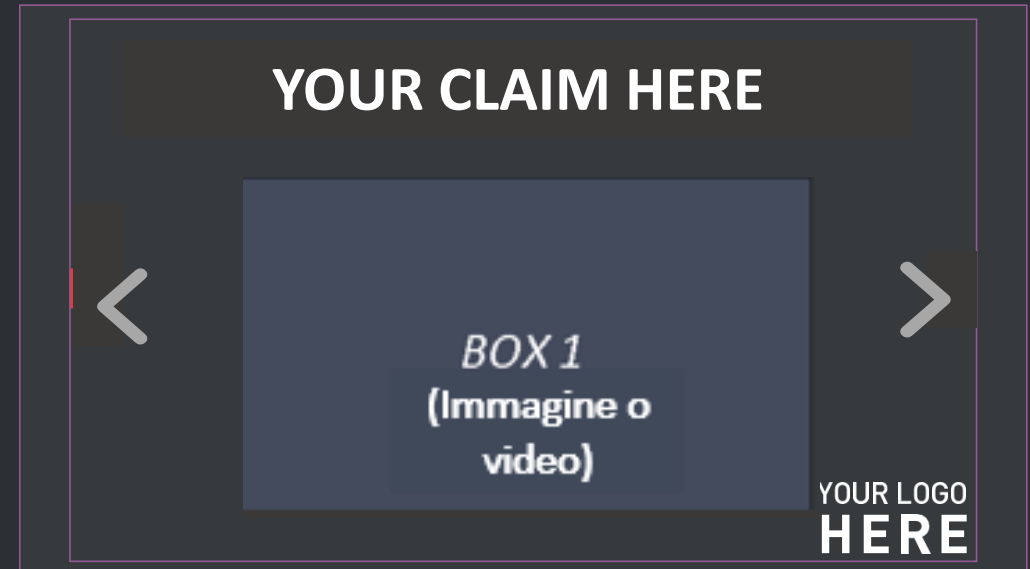 YOUR CLAIM HERE
BOX 1
(Immagine o
video)
YOUR LOGO
HERE